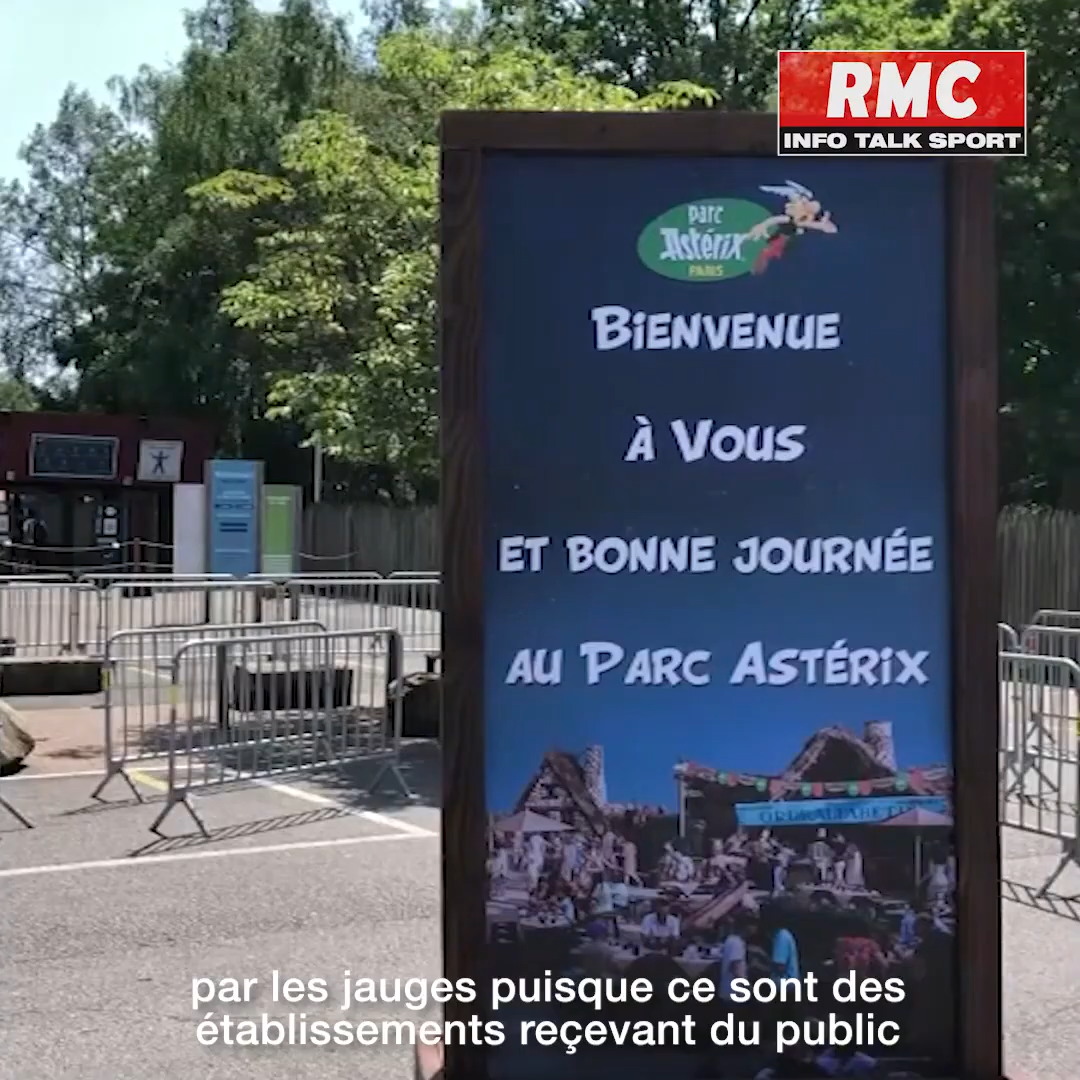 RMC
INFO TALK SPORT
parc
Astérix
PARIS
BIENVENUE
À VOUS
ET BONNE JOURNÉE
AU PARC ASTÉRIX
par les jauges puisque ce sont des
établissements reçevant du public